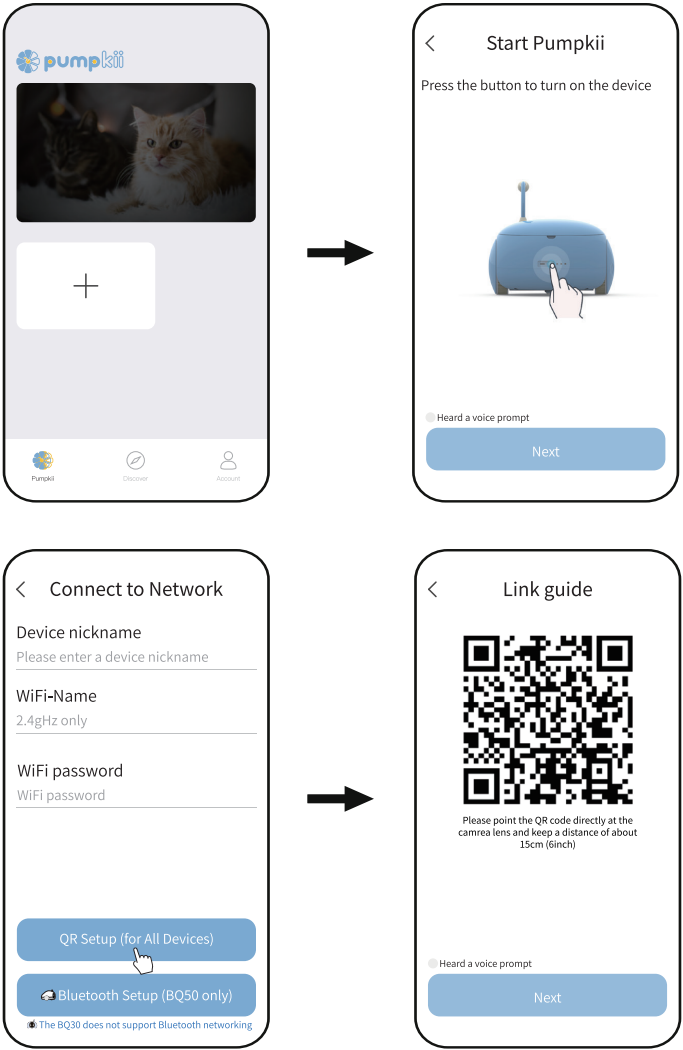 pumpkii
Pumpkii
Discover
Account
Start Pumpkii
Press the button to turn on the device
Heard a voice prompt
Next
Connect to Network
Device nickname
Please enter a device nickname
WiFi-Name
2.4gHz only
WiFi password
WiFi password
QR Setup (for All Devices)
Bluetooth Setup (BQ50 only)
The BQ30 does not support Bluetooth networking
Link guide
Please point the QR code directly at the
camrea lens and keep a distance of about
15cm (6inch)
Heard a voice prompt
Next